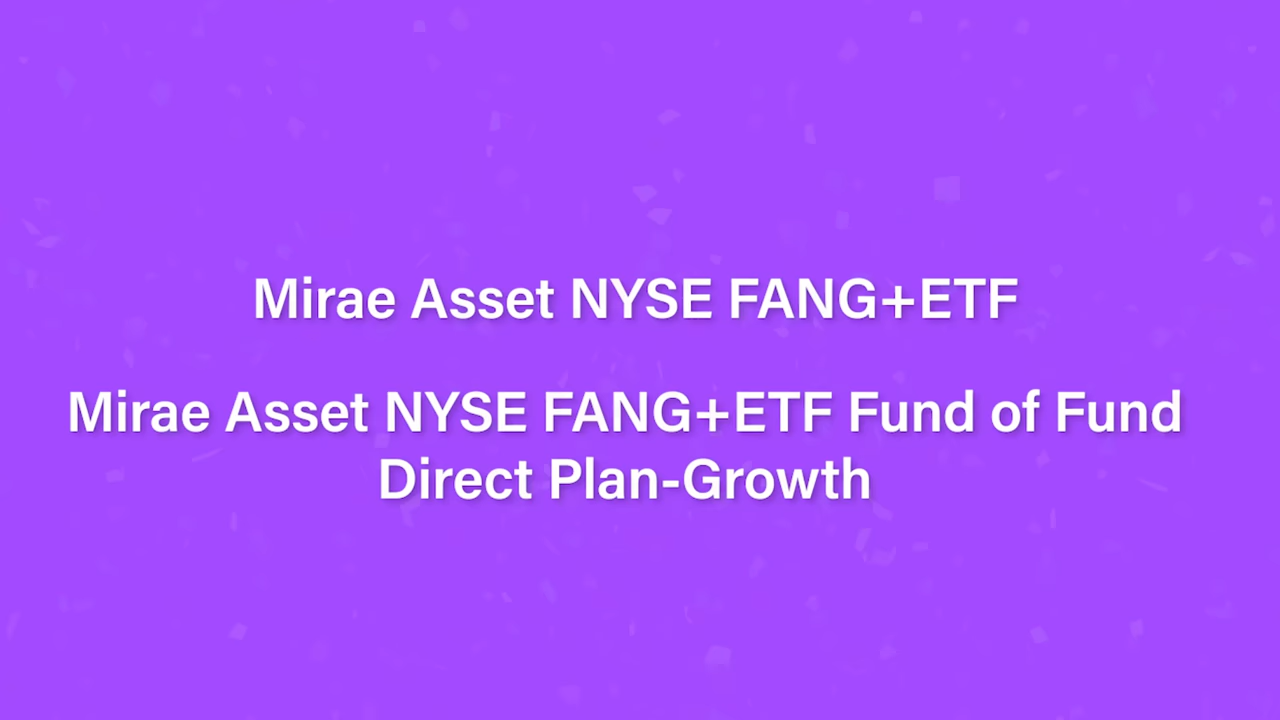 Mirae Asset NYSE FANG+ETF
Mirae Asset NYSE FANG+ETF Fund of Fund
Direct Plan-Growth